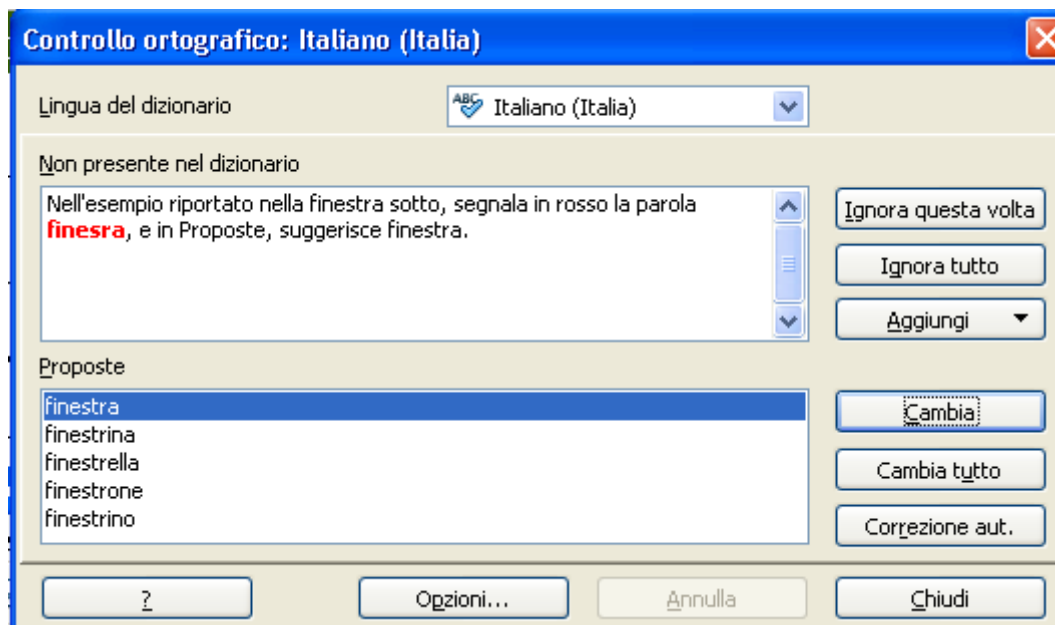 Controllo ortografico: Italiano (Italia)
Lingua del dizionario
ABC
Italiano (Italia)
Non presente nel dizionario
Nell'esempio riportato nella finestra sotto, segnala in rosso la parola
finesra, e in Proposte, suggerisce finestra.
Ignora questa volta
Ignora tutto
Aggiungi
Proposte
finestra
finestrina
finestrella
finestrone
finestrino
Cambia
Cambia tutto
Correzione aut.
?
Opzioni...
Annulla
Chiudi